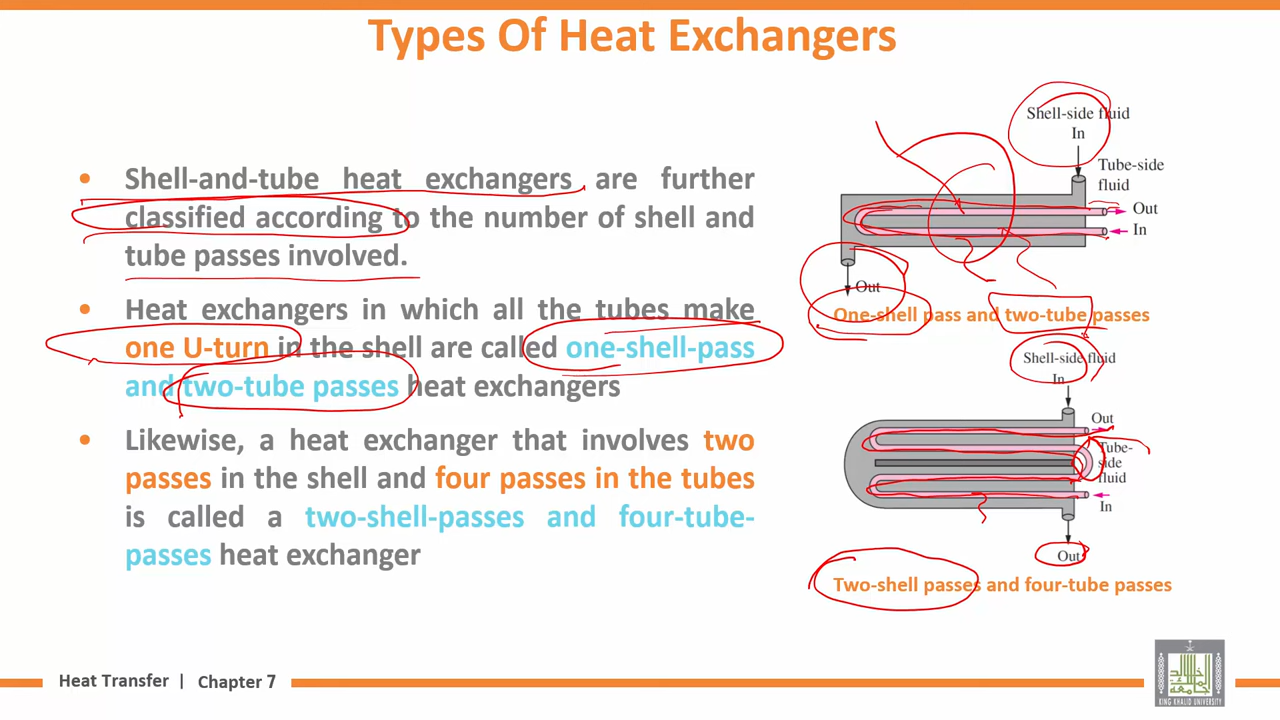 Types Of Heat Exchangers
• Shell-and-tube heat exchangers are further
classified according to the number of shell and
tube passes involved.
• Heat exchangers in which all the tubes make
one U-turn in the shell are called one-shell-pass
and two-tube passes heat exchangers
• Likewise, a heat exchanger that involves two
passes in the shell and four passes in the tubes
is called a two-shell-passes and four-tube-
passes heat exchanger
Shell-side fluid
In
Tube-side
fluid
Out
In
Out
One-shell pass and two-tube passes
Shell-side fluid
In
Out
Tube-
side
fluid
In
Out
Two-shell passes and four-tube passes
Heat Transfer | Chapter 7
KING KHALID UNIVERSITY